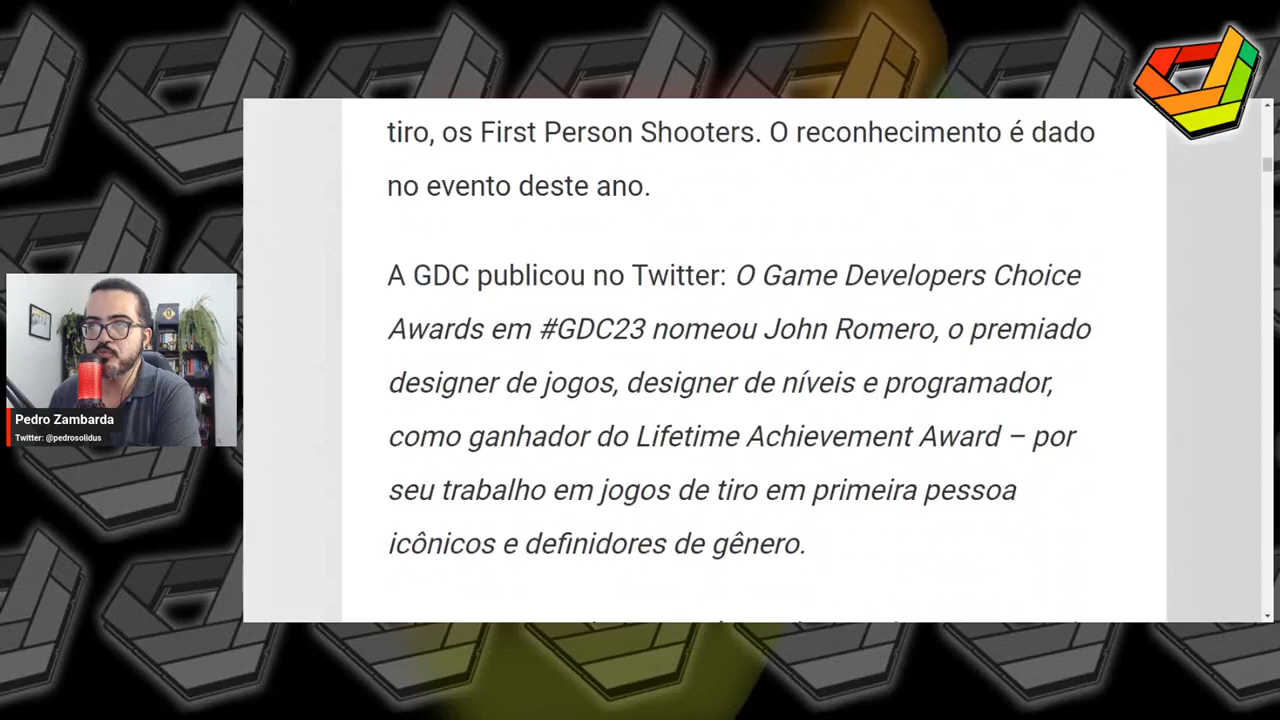 tiro, os First Person Shooters. O reconhecimento é dado
no evento deste ano.
A GDC publicou no Twitter: O Game Developers Choice
Awards em #GDC23 nomeou John Romero, o premiado
designer de jogos, designer de níveis e programador,
como ganhador do Lifetime Achievement Award – por
seu trabalho em jogos de tiro em primeira pessoa
icônicos e definidores de gênero.
Pedro Zambarda
Twitter: @pedrosolidus